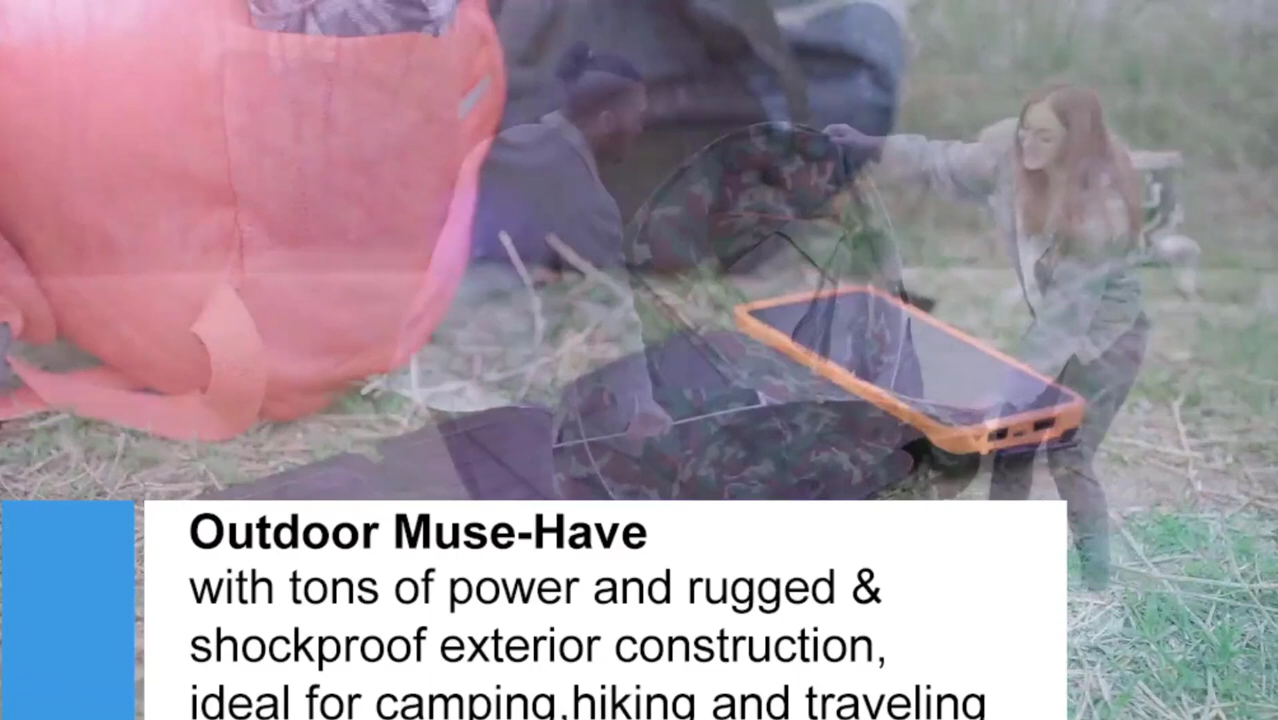 Outdoor Muse-Have
with tons of power and rugged &
shockproof exterior construction,
ideal for camping,hiking and traveling